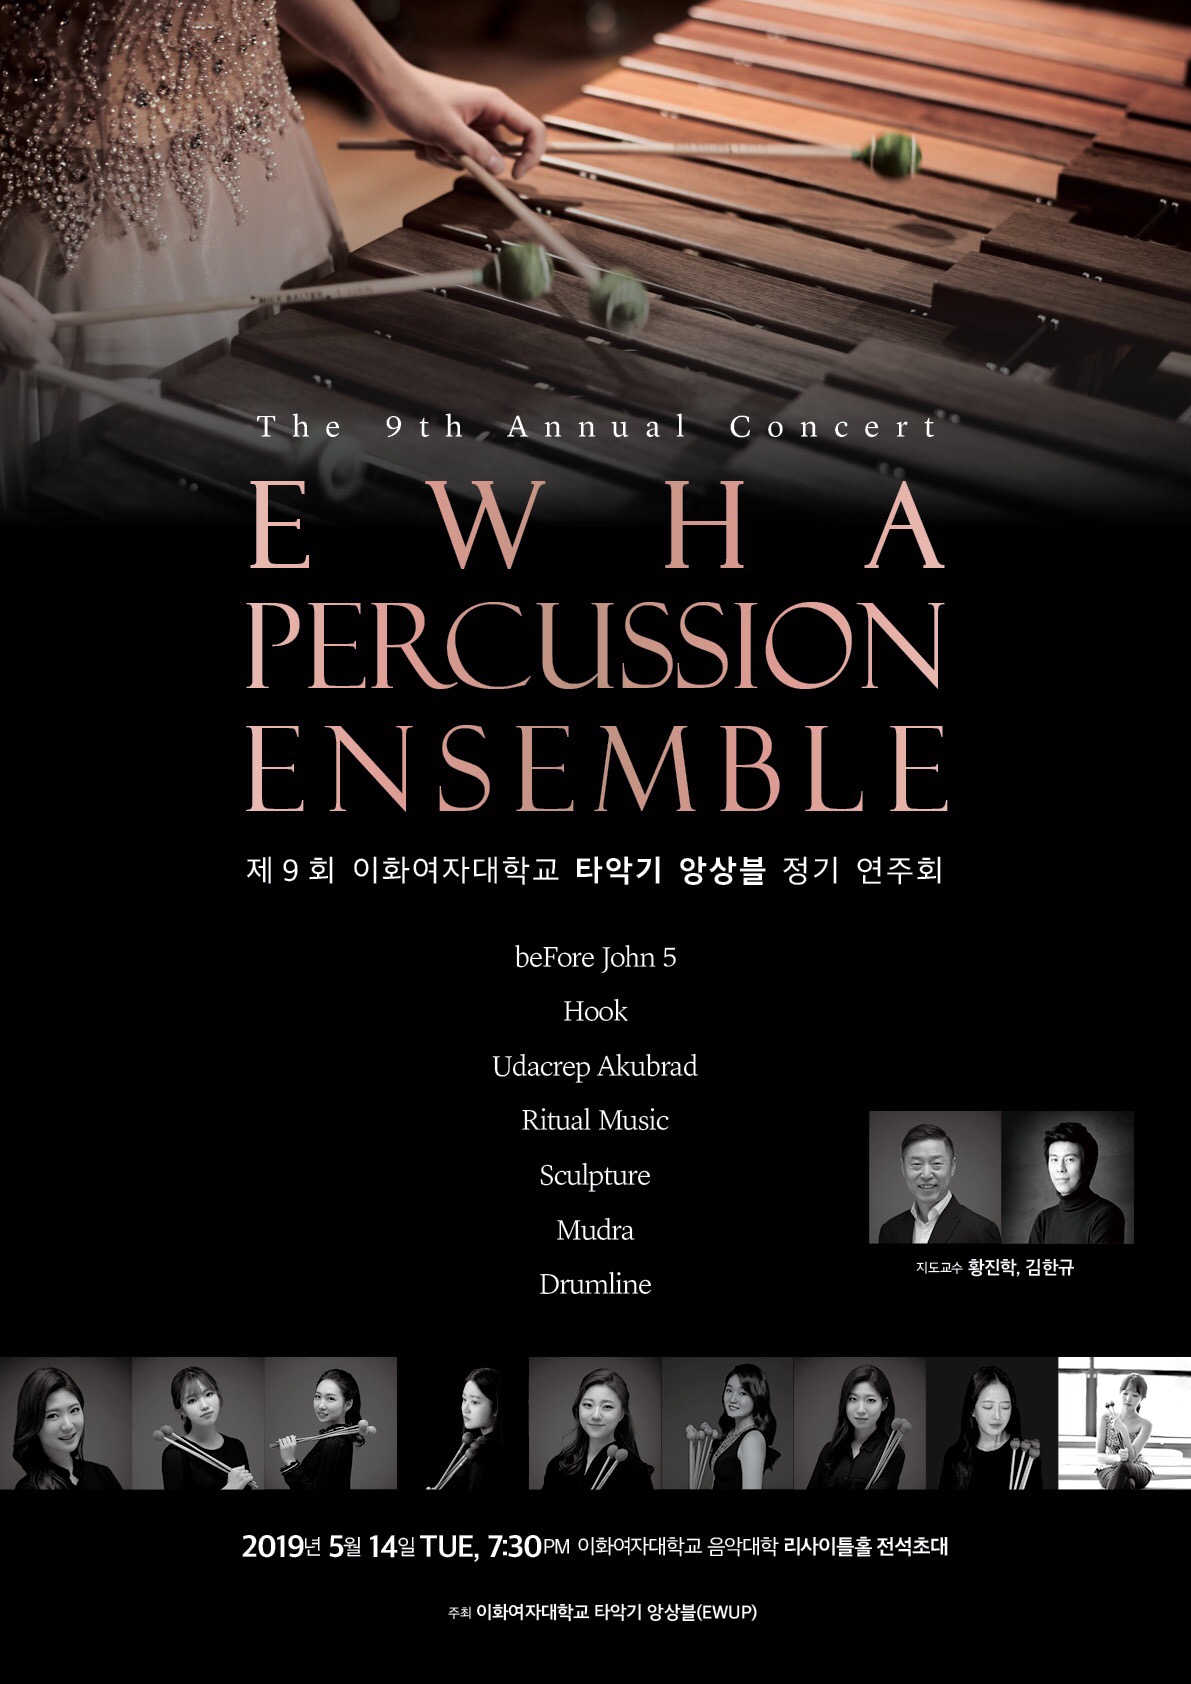 The 9th Annual Concert
EWHA
PERCUSSION
ENSEMBLE
제 9 회 이화여자대학교 타악기 앙상블 정기 연주회
beFore John 5
Hook
Udacrep Akubrad
Ritual Music
Sculpture
Mudra
Drumline
지도교수 황진학, 김한규
2019년 5월 14일 TUE, 7:30PM 이화여자대학교 음악대학 리사이틀홀 전석초대
주최 이화여자대학교 타악기 앙상블(EWUP)